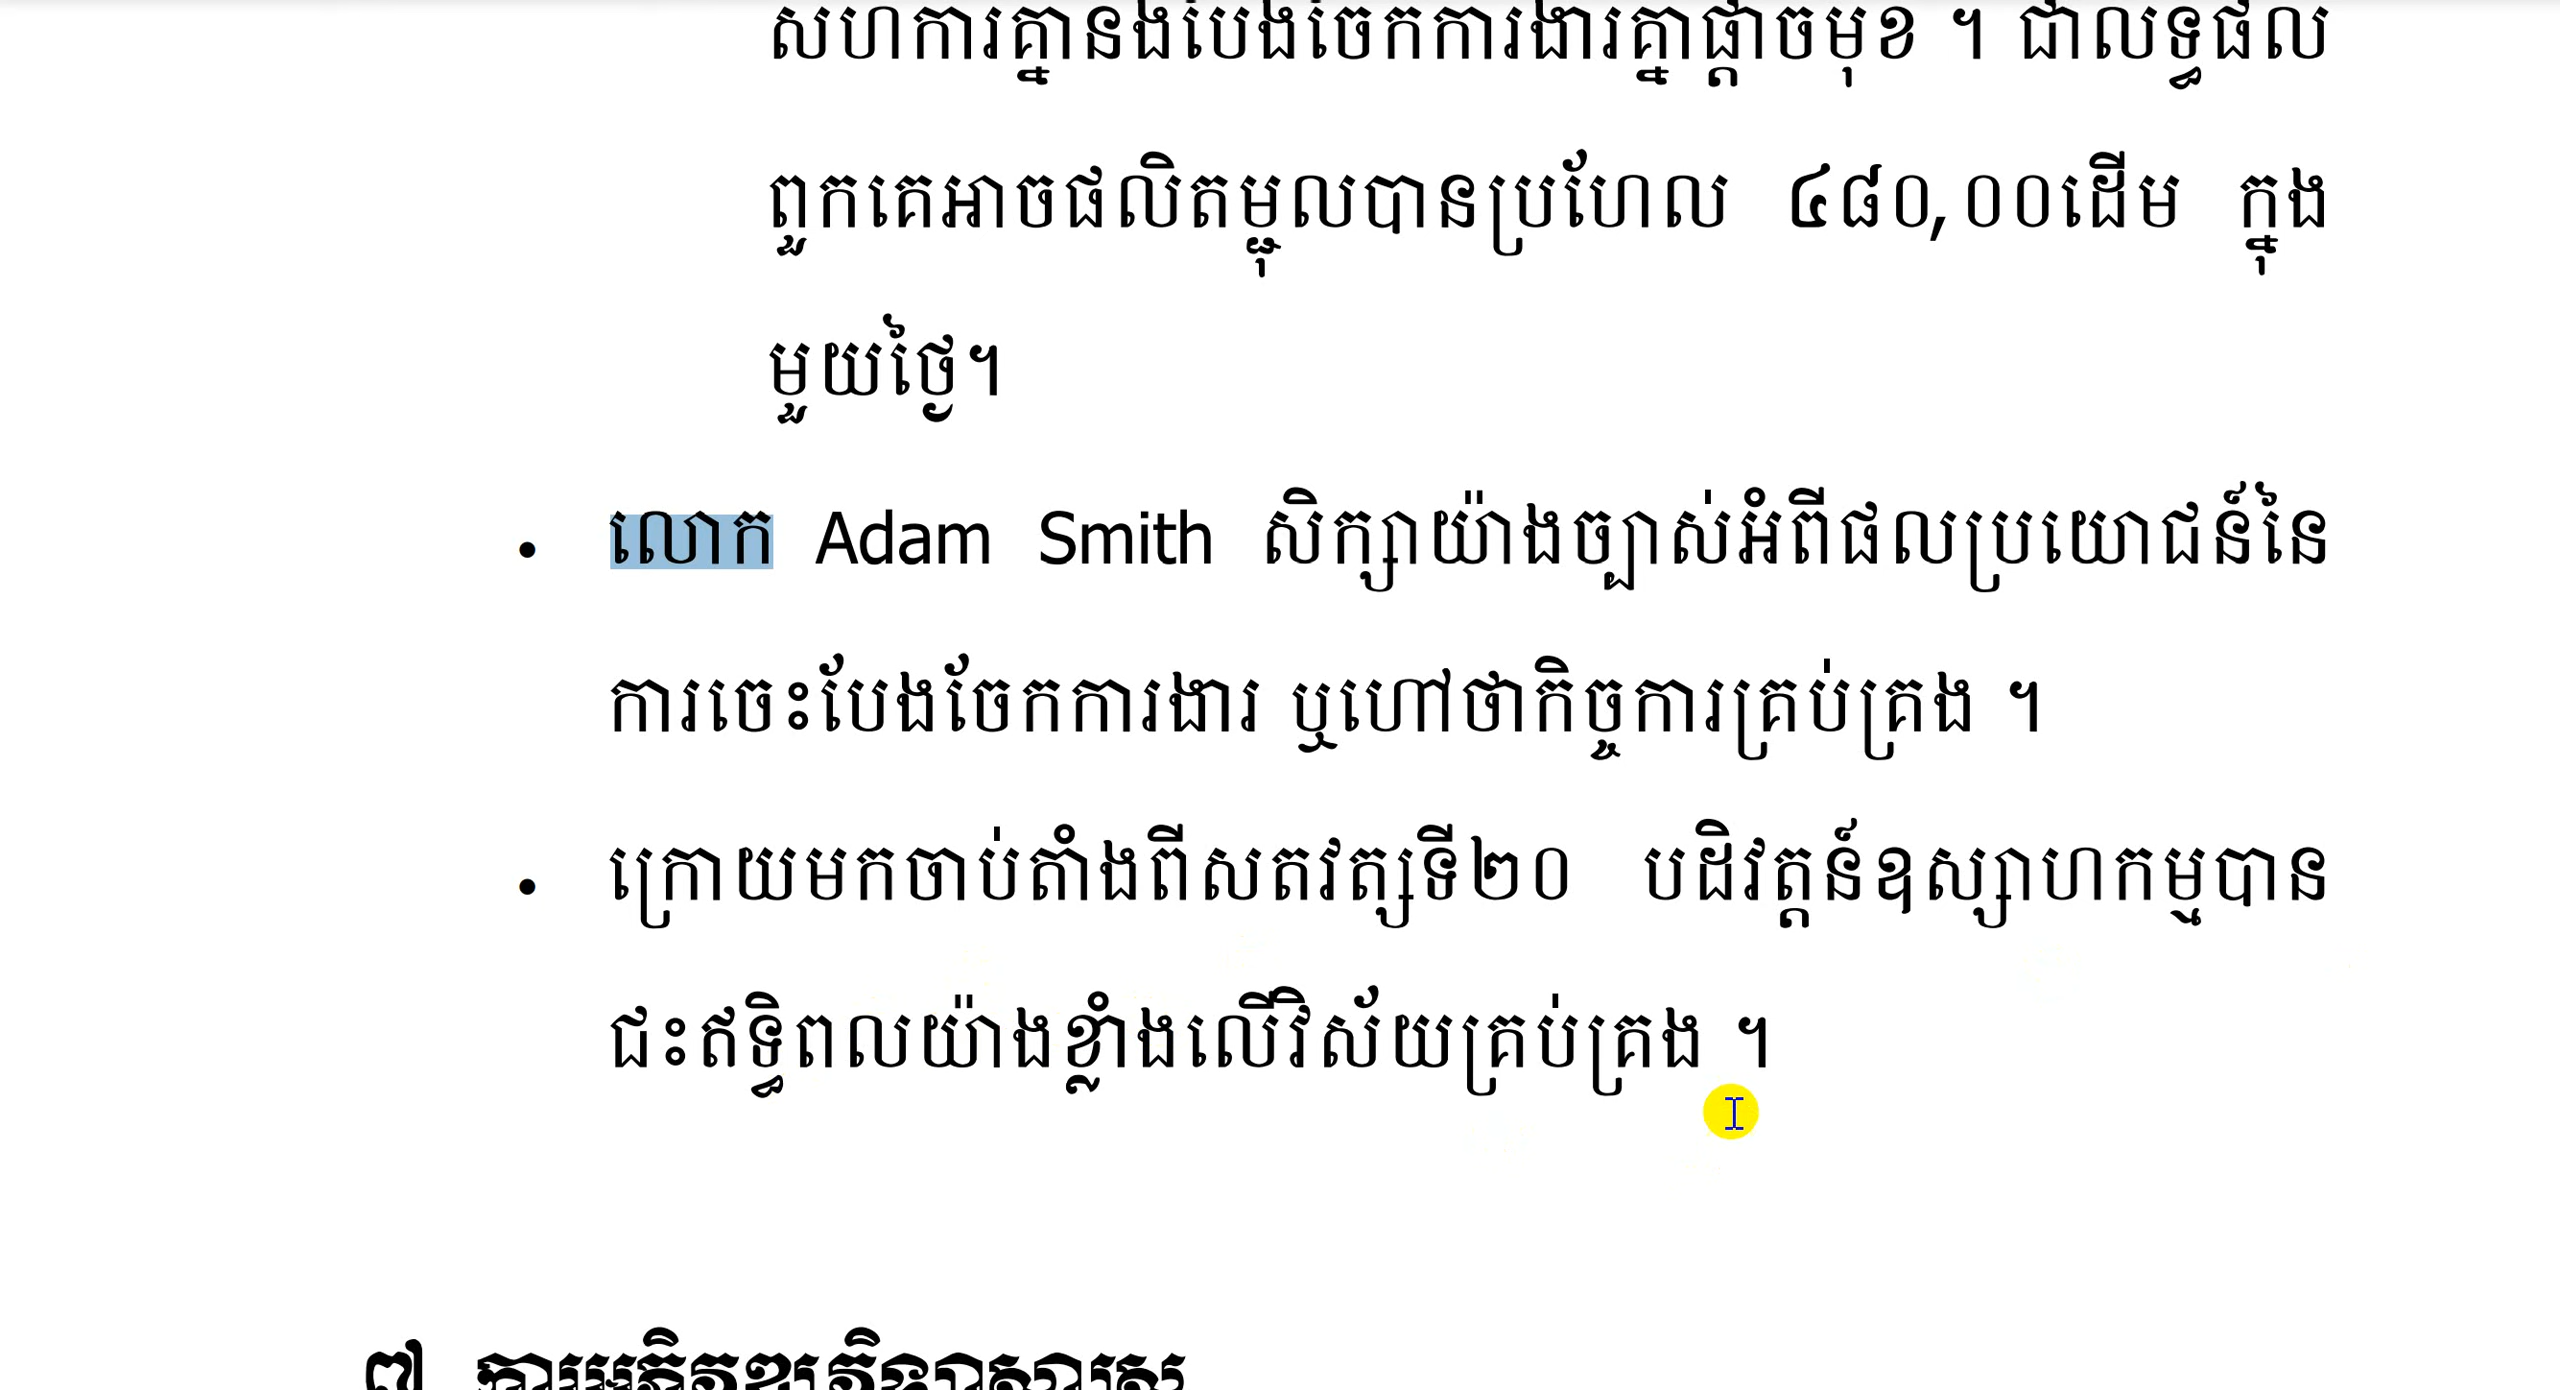 សហការគ្នានិងបែងចែកការងារគ្នាផ្តាច់មុខ ។ ជាលទ្ធផល
ពួកគេអាចផលិតម្ជុលបានប្រហែល ៤៨០,០០ដើម ក្នុង
មួយថ្ងៃ។
• លោក Adam Smith សិក្សាយ៉ាងច្បាស់អំពីផលប្រយោជន៍នៃ
ការចេះបែងចែកការងារ ឬហៅថាកិច្ចការគ្រប់គ្រង ។
• ក្រោយមកចាប់តាំងពីសតវត្សទី២០ បដិវត្តន៍ឧស្សាហកម្មបាន
ជះឥទ្ធិពលយ៉ាងខ្លាំងលើវិស័យគ្រប់គ្រង ។